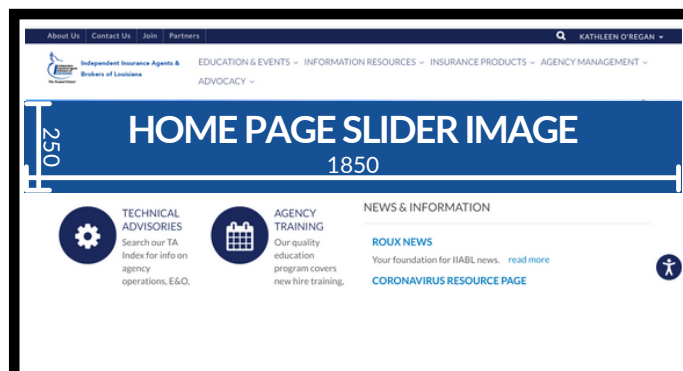 About Us | Contact Us | Join | Partners
KATHLEEN O'REGAN
Independent Insurance Agents &
Brokers of Louisiana
EDUCATION & EVENTS INFORMATION RESOURCES INSURANCE PRODUCTS AGENCY MANAGEMENT
ADVOCACY
HOME PAGE SLIDER IMAGE
250
1850
TECHNICAL
ADVISORIES
Search our TA
Index for info on
agency
operations, E&O,
AGENCY
TRAINING
Our quality
education
program covers
new hire training,
NEWS & INFORMATION
ROUX NEWS
Your foundation for IIABL news. read more
CORONAVIRUS RESOURCE PAGE